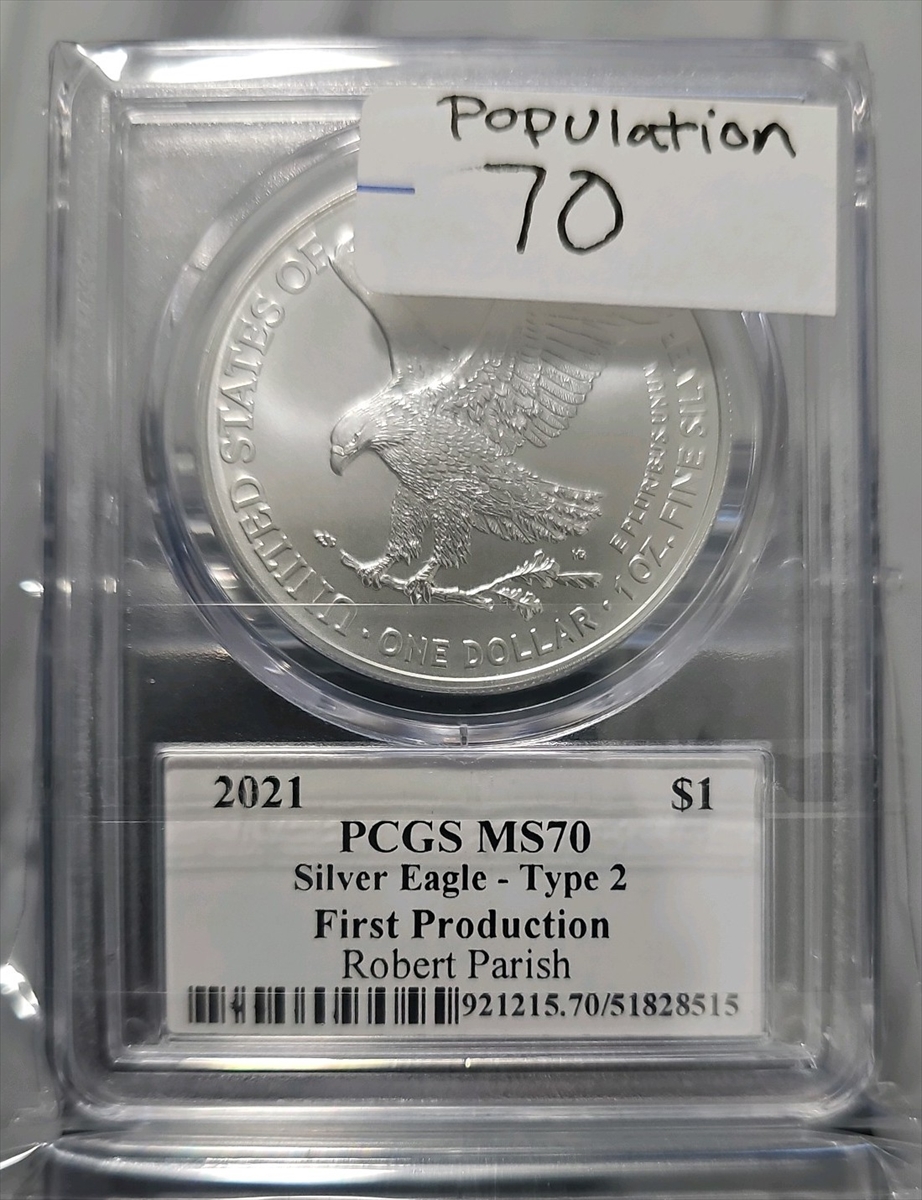 Population
70
UNITED STATES OF
E PLURIBUS UNUM
1 OZ. FINE SILVE
· ONE DOLLAR ·
2021 $1
PCGS MS70
Silver Eagle - Type 2
First Production
Robert Parish
921215.70/51828515